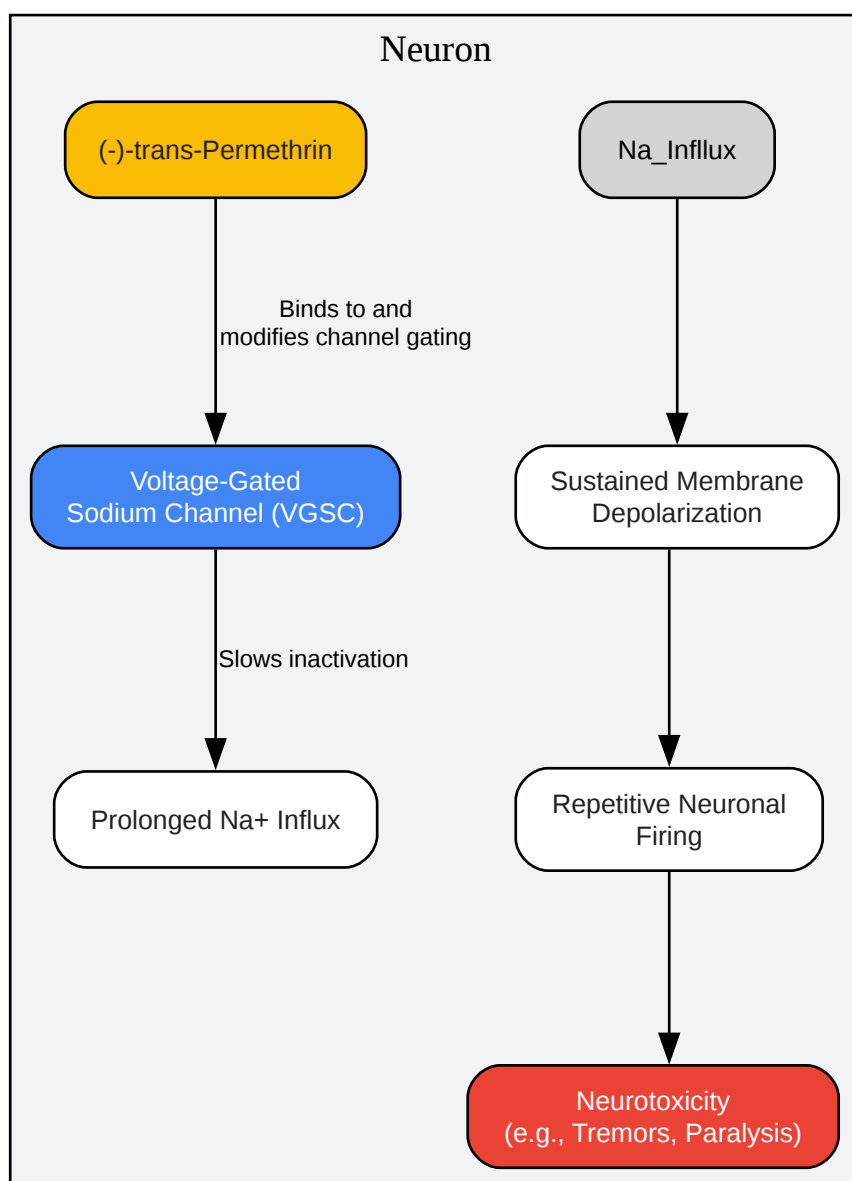 Neuron
(-)-trans-Permethrin
Na_Infllux
Binds to and
modifies channel gating
Voltage-Gated
Sodium Channel (VGSC)
Sustained Membrane
Depolarization
Slows inactivation
Prolonged Na+ Influx
Repetitive Neuronal
Firing
Neurotoxicity
(e.g., Tremors, Paralysis)